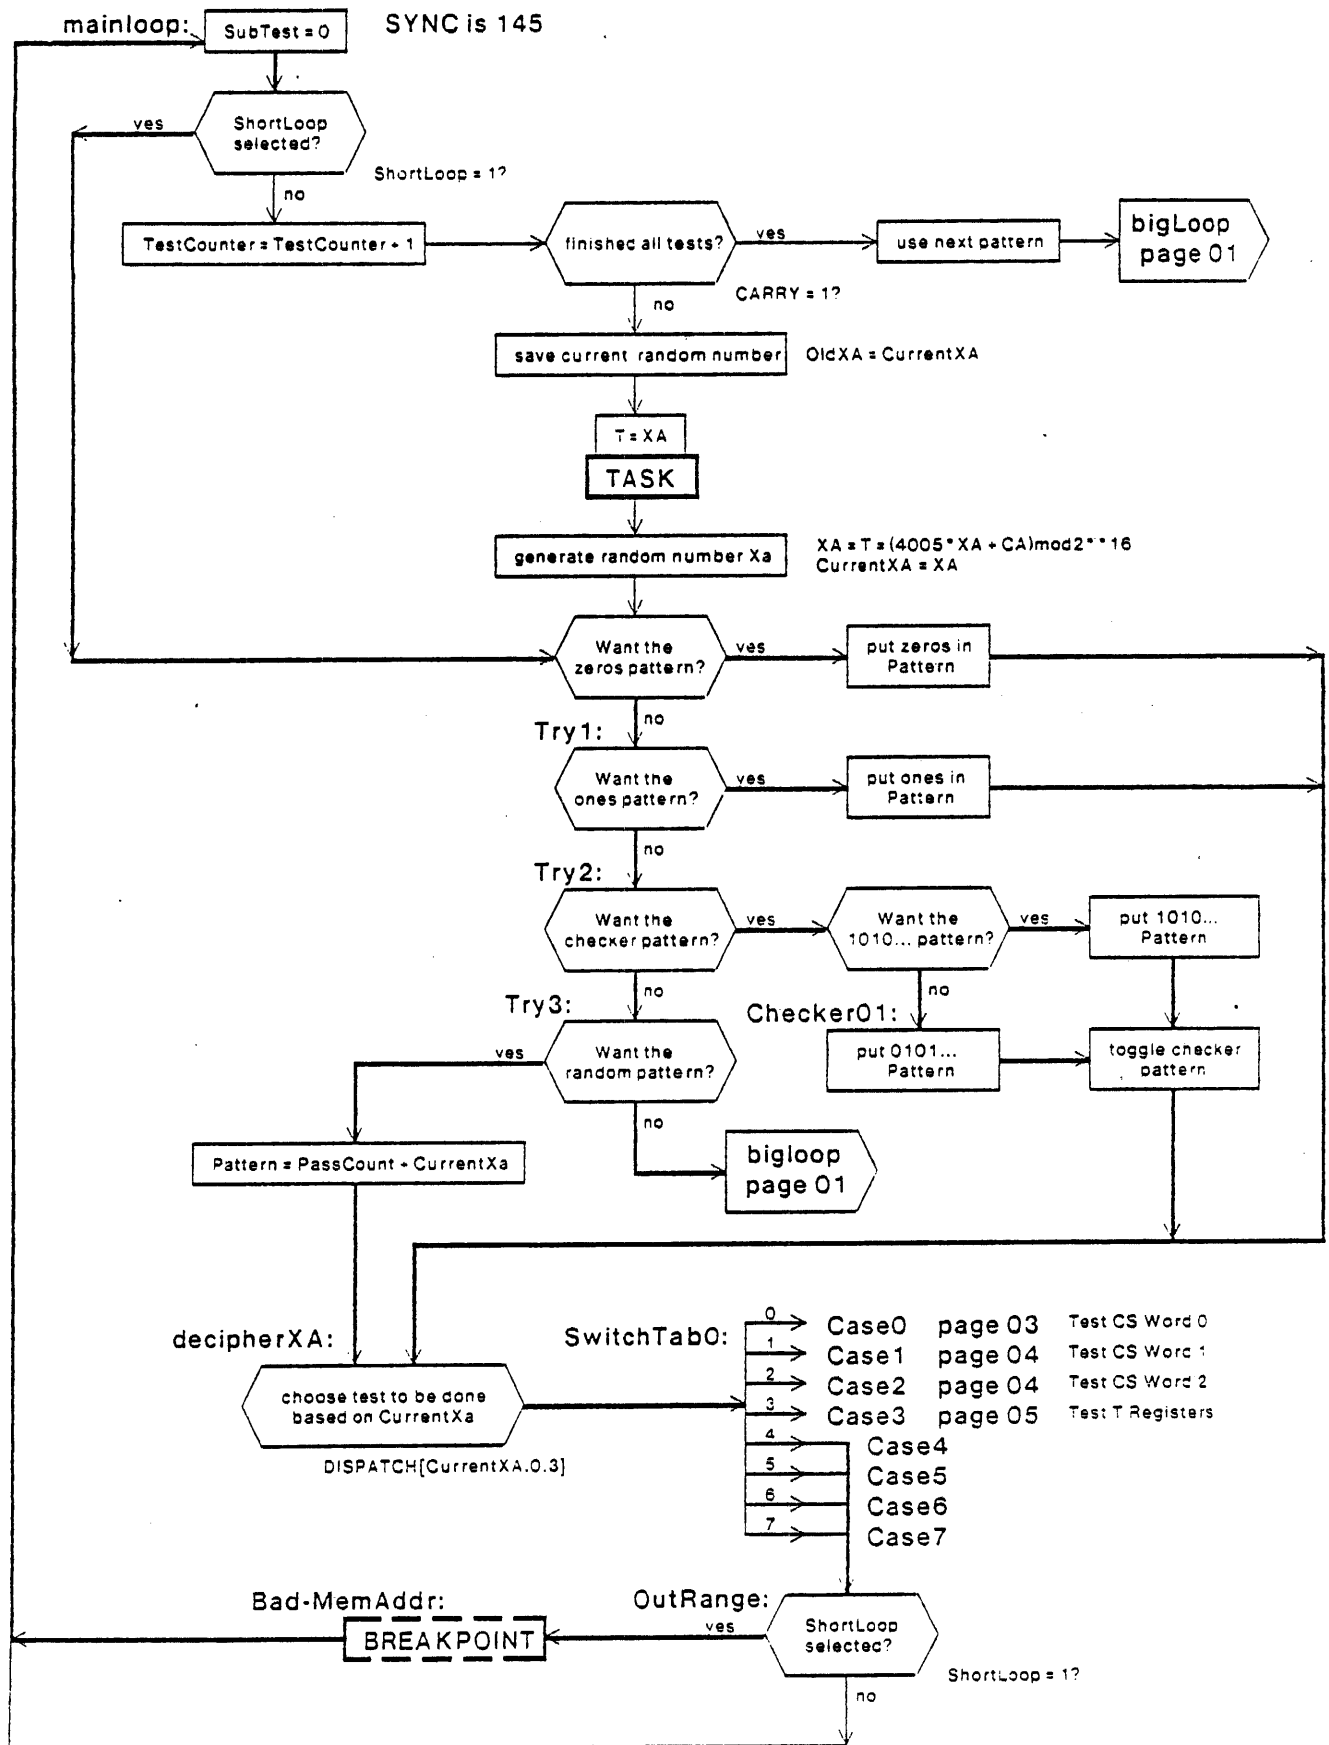 mainloop:
SubTest = 0
SYNC is 145
ShortLoop
selected?
yes
no
ShortLoop = 1?
TestCounter = TestCounter + 1
finished all tests?
yes
use next pattern
bigLoop
page 01
CARRY = 1?
no
save current random number
OldXA = CurrentXA
T = XA
TASK
generate random number Xa
XA = T = (4005*XA + CA)mod2**16
CurrentXA = XA
Want the
zeros pattern?
yes
put zeros in
Pattern
no
Try1:
Want the
ones pattern?
yes
put ones in
Pattern
no
Try2:
Want the
checker pattern?
yes
Want the
1010... pattern?
yes
put 1010...
Pattern
no
no
Try3:
Checker01:
Want the
random pattern?
yes
put 0101...
Pattern
toggle checker
pattern
no
Pattern = PassCount + CurrentXa
bigloop
page 01
decipherXA:
choose test to be done
based on CurrentXa
DISPATCH[CurrentXA.0.3]
SwitchTab0:
0 Case0 page 03 Test CS Word 0
1 Case1 page 04 Test CS Word 1
2 Case2 page 04 Test CS Word 2
3 Case3 page 05 Test T Registers
4 Case4
5 Case5
6 Case6
7 Case7
Bad-MemAddr:
BREAKPOINT
OutRange:
yes
ShortLoop
selected?
ShortLoop = 1?
no